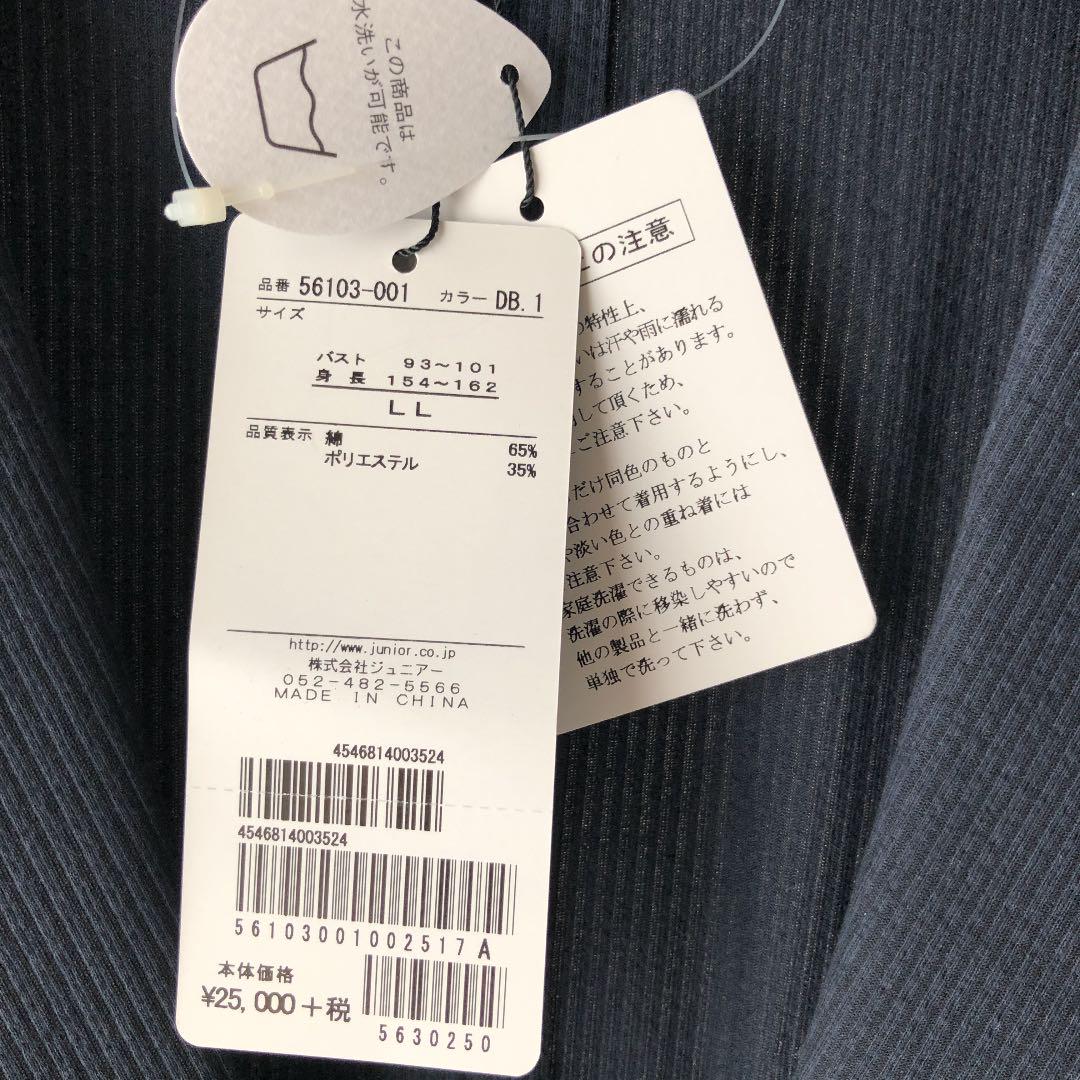 この商品は
水洗いが可能です。
の注意
特性上、
いは汗や雨に濡れる
することがあります。
して頂くため、
ご注意下さい。
だけ同色のものと
合わせて着用するようにし、
や淡い色との重ね着には
注意下さい。
家庭洗濯できるものは、
洗濯の際に移染しやすいので
他の製品と一緒に洗わず、
単独で洗って下さい。
品番 56103-001 カラー DB.1
サイズ
バスト 93~101
身長 154~162
LL
品質表示 綿 65%
ポリエステル 35%
http://www.junior.co.jp
株式会社ジュニアー
052-482-5566
MADE IN CHINA
4546814003524
4546814003524
56103001002517 A
本体価格
¥25,000+税
5630250